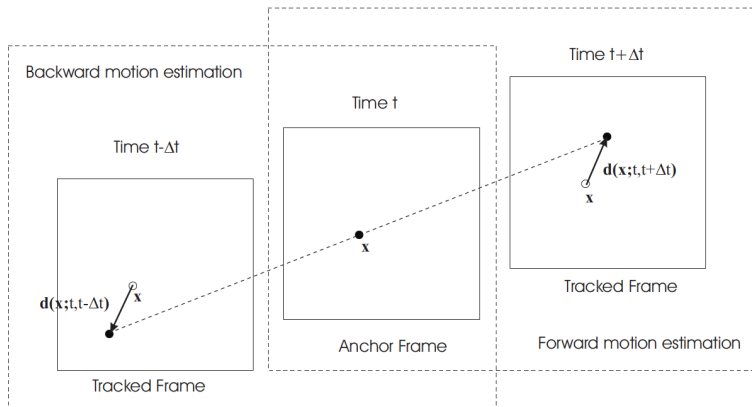 Time t+Δt
Backward motion estimation
Time t
Time t-Δt
d(x;t,t+Δt)
x
x
x
d(x;t,t-Δt)
Tracked Frame
Anchor Frame
Forward motion estimation
Tracked Frame